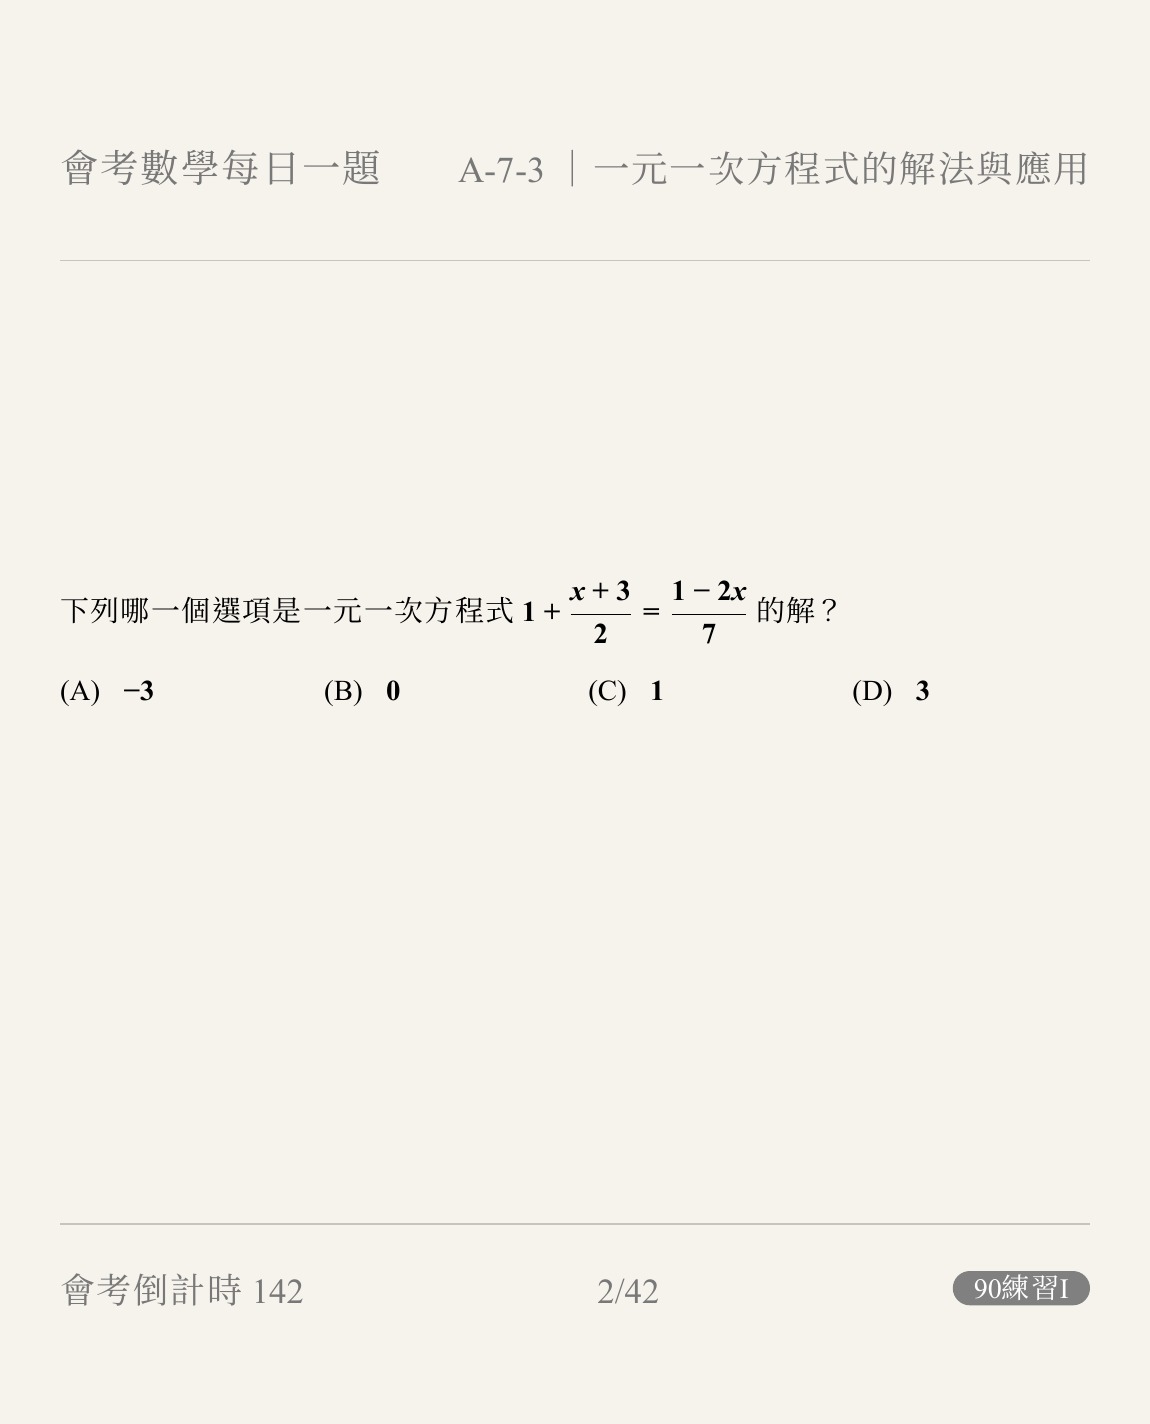 會考數學每日一題 A-7-3｜一元一次方程式的解法與應用
下列哪一個選項是一元一次方程式 1 + \frac{x + 3}{2} = \frac{1 − 2x}{7} 的解？
(A) −3 (B) 0 (C) 1 (D) 3
會考倒計時 142 2/42 90練習I